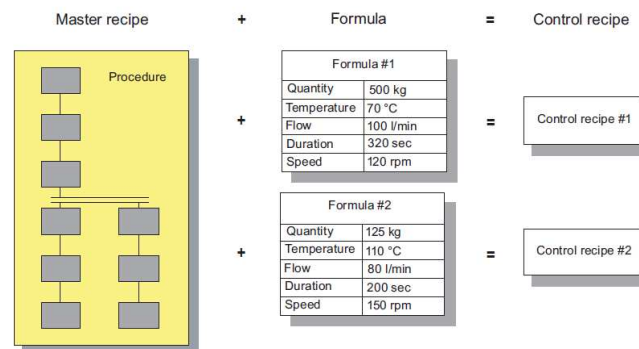 Master recipe + Formula = Control recipe
Procedure
Formula #1
Quantity 500 kg
Temperature 70 °C
Flow 100 l/min
Duration 320 sec
Speed 120 rpm
+ = Control recipe #1
Formula #2
Quantity 125 kg
Temperature 110 °C
Flow 80 l/min
Duration 200 sec
Speed 150 rpm
+ = Control recipe #2